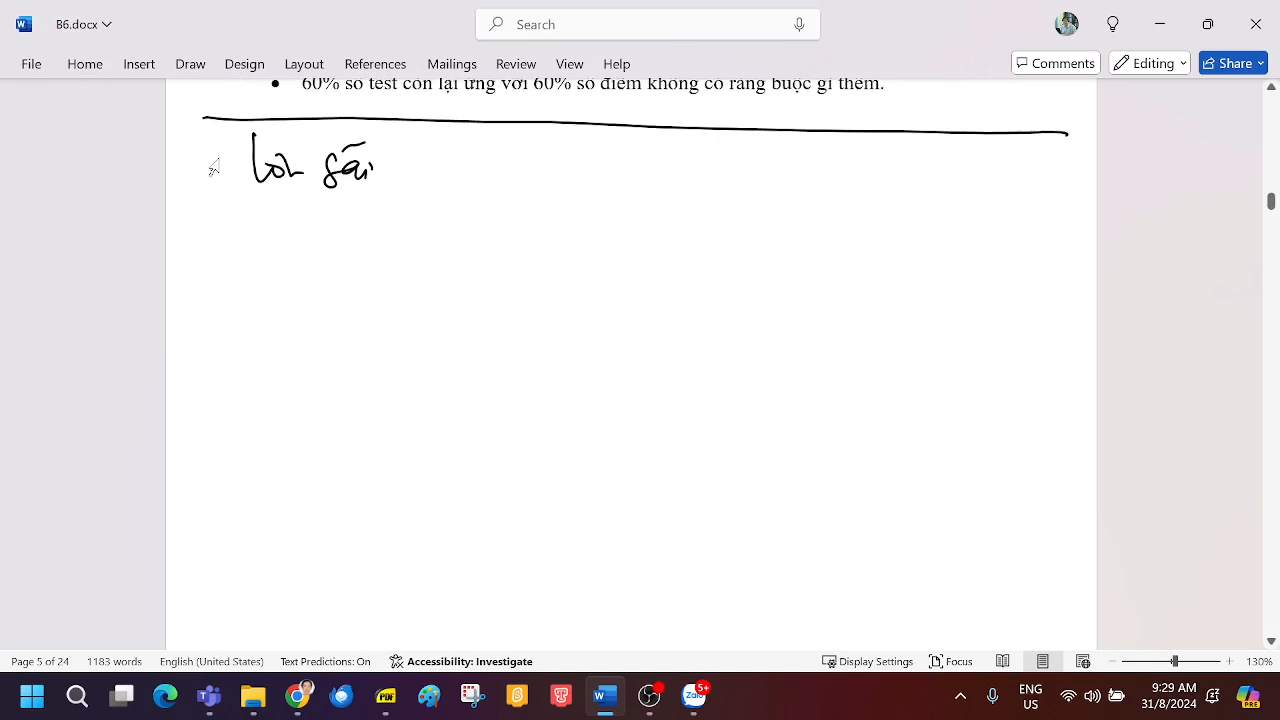 B6.docx
Search
File Home Insert Draw Design Layout References Mailings Review View Help
Comments Editing Share
• 60% số test còn lại ứng với 60% số điểm không có ràng buộc gì thêm.
Page 5 of 24 1183 words English (United States) Text Predictions: On Accessibility: Investigate Display Settings Focus 130%
PDF 5+ ENG US 9:29 AM 31/8/2024 PRE